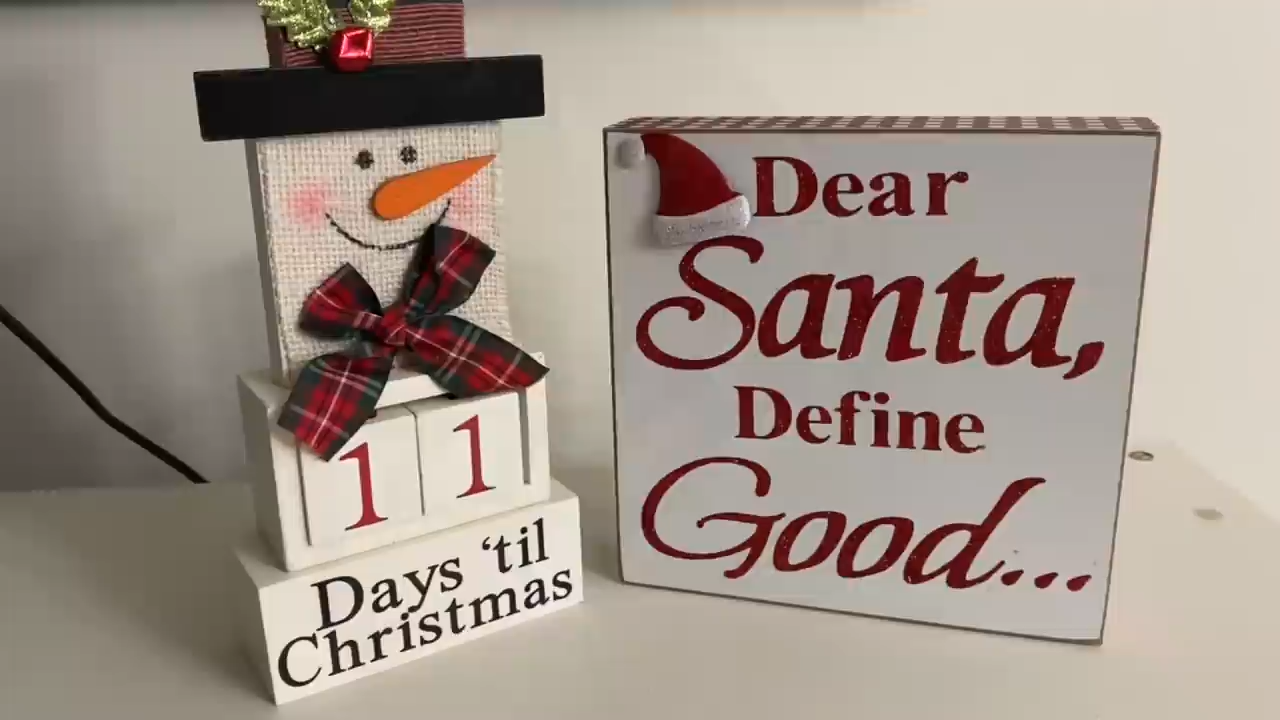 11
Days ‘til
Christmas
Dear
Santa,
Define
Good...